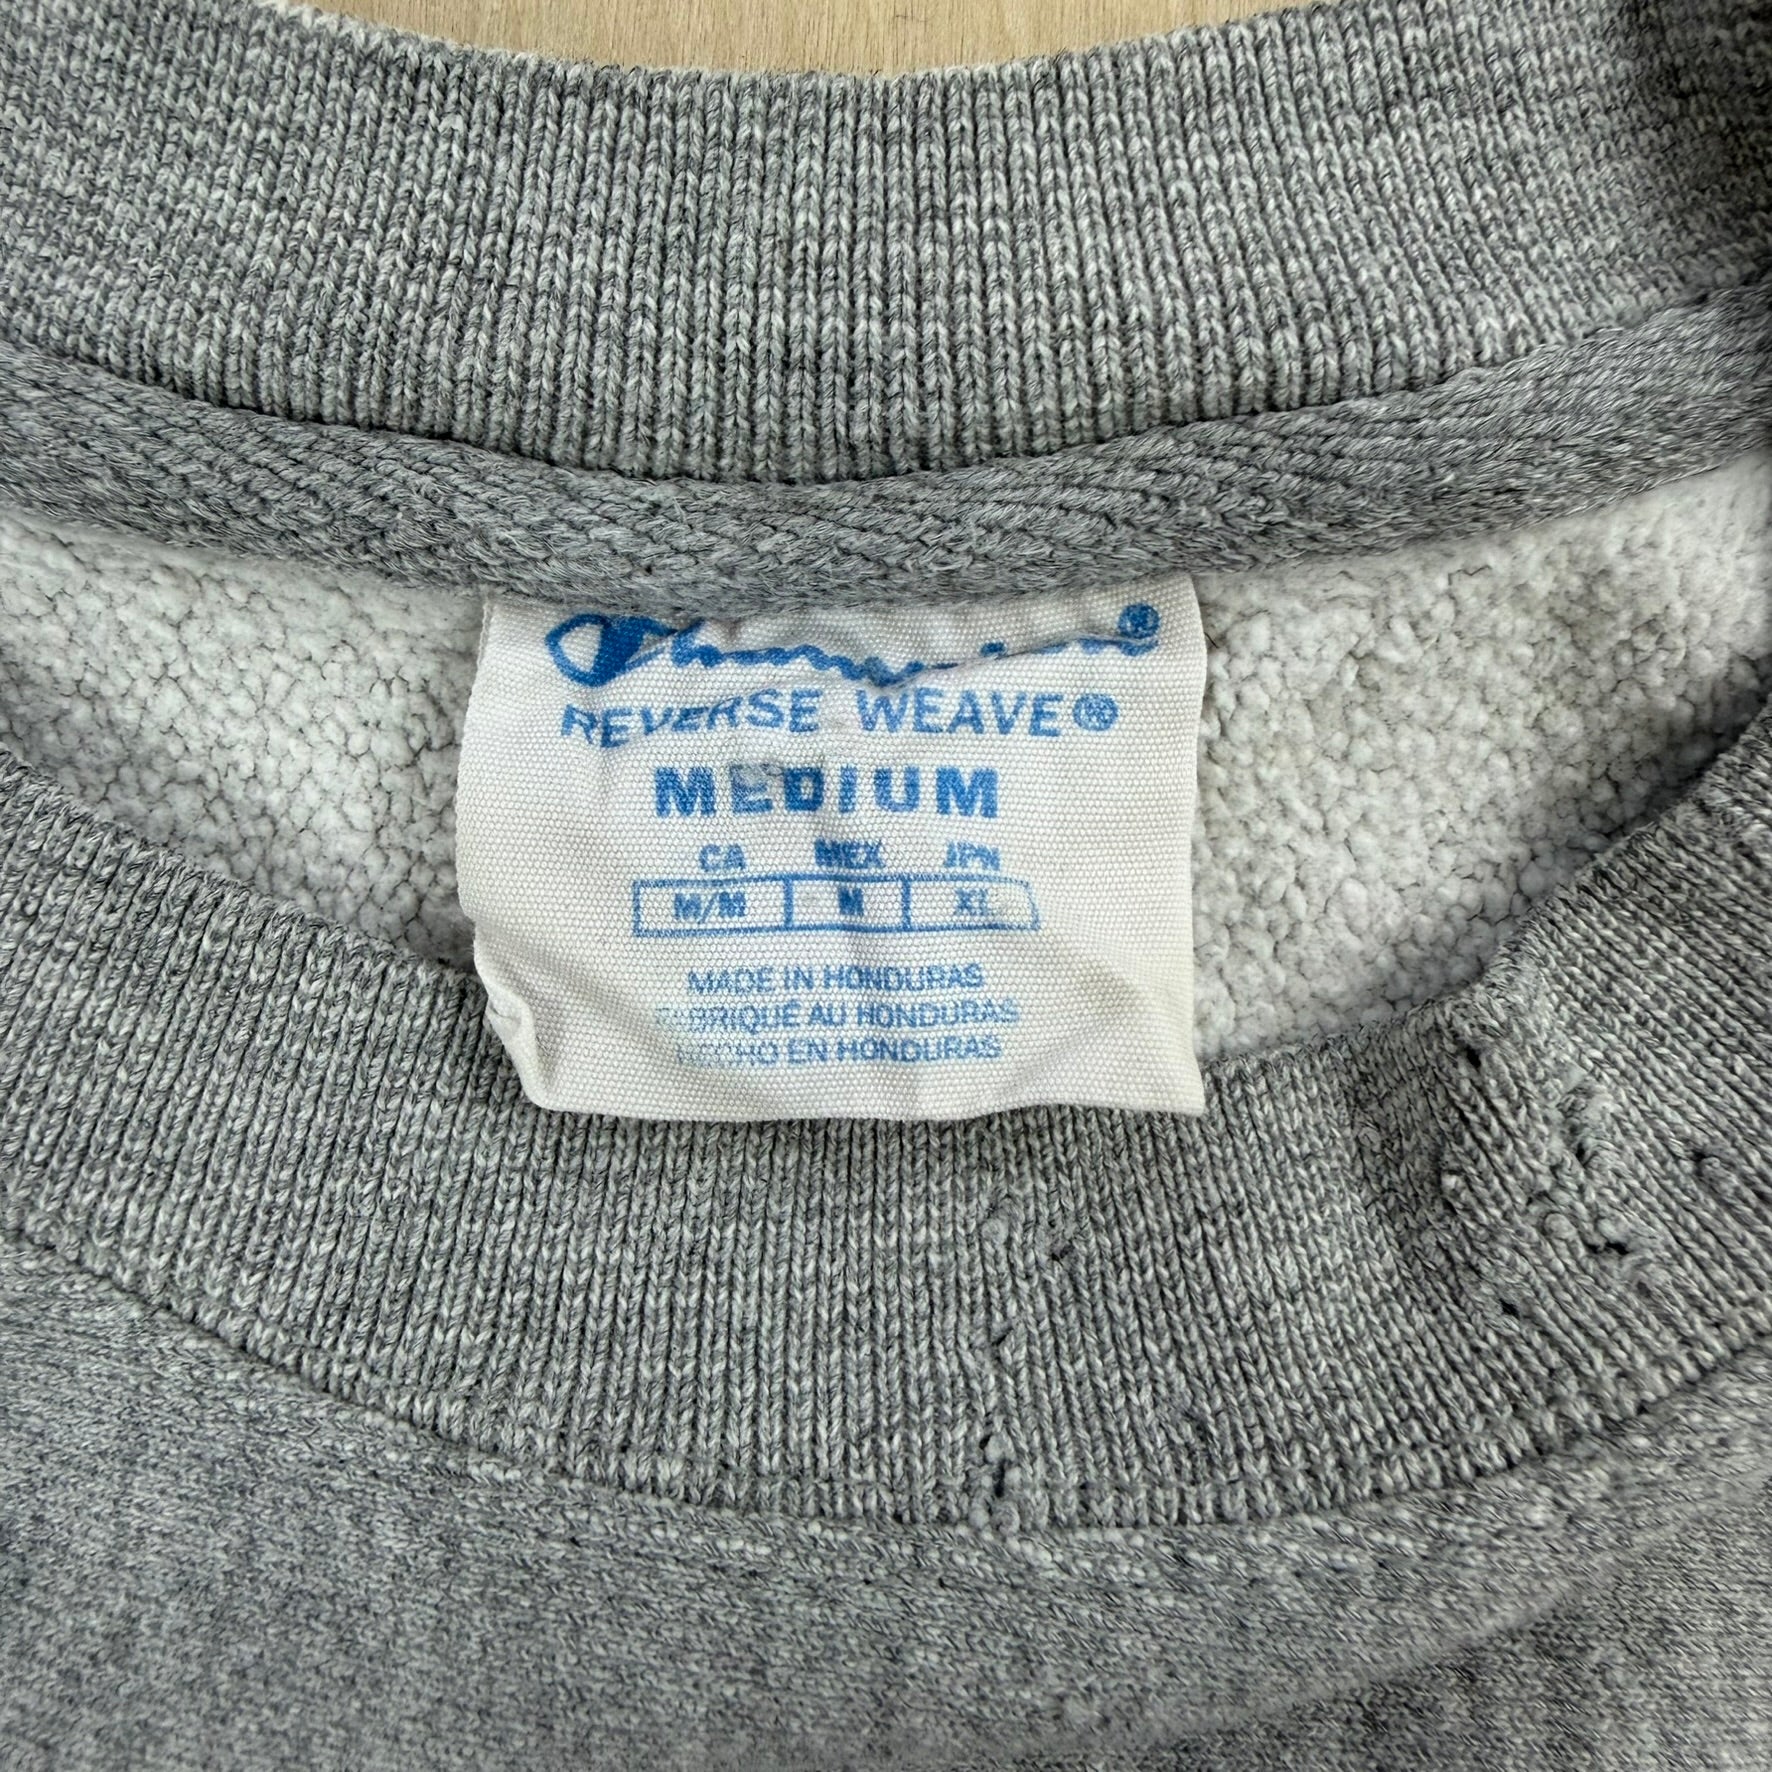 Champion®
REVERSE WEAVE®
MEDIUM
CA MEX JPN
M/M M XL
MADE IN HONDURAS
FABRIQUÉ AU HONDURAS
HECHO EN HONDURAS